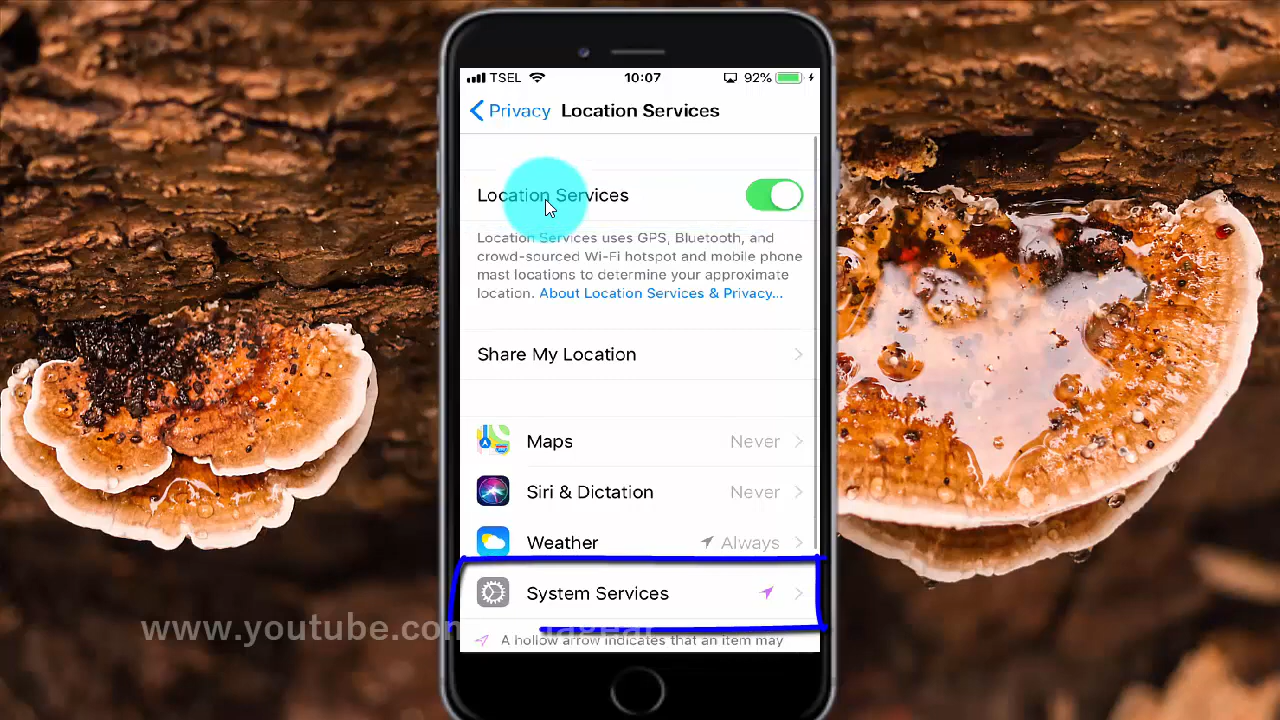 TSEL
10:07
92%
Privacy
Location Services
Location Services
Location Services uses GPS, Bluetooth, and
crowd-sourced Wi-Fi hotspot and mobile phone
mast locations to determine your approximate
location. About Location Services & Privacy...
Share My Location
Maps Never
Siri & Dictation Never
Weather Always
System Services
www.youtube.com
A hollow arrow indicates that an item may